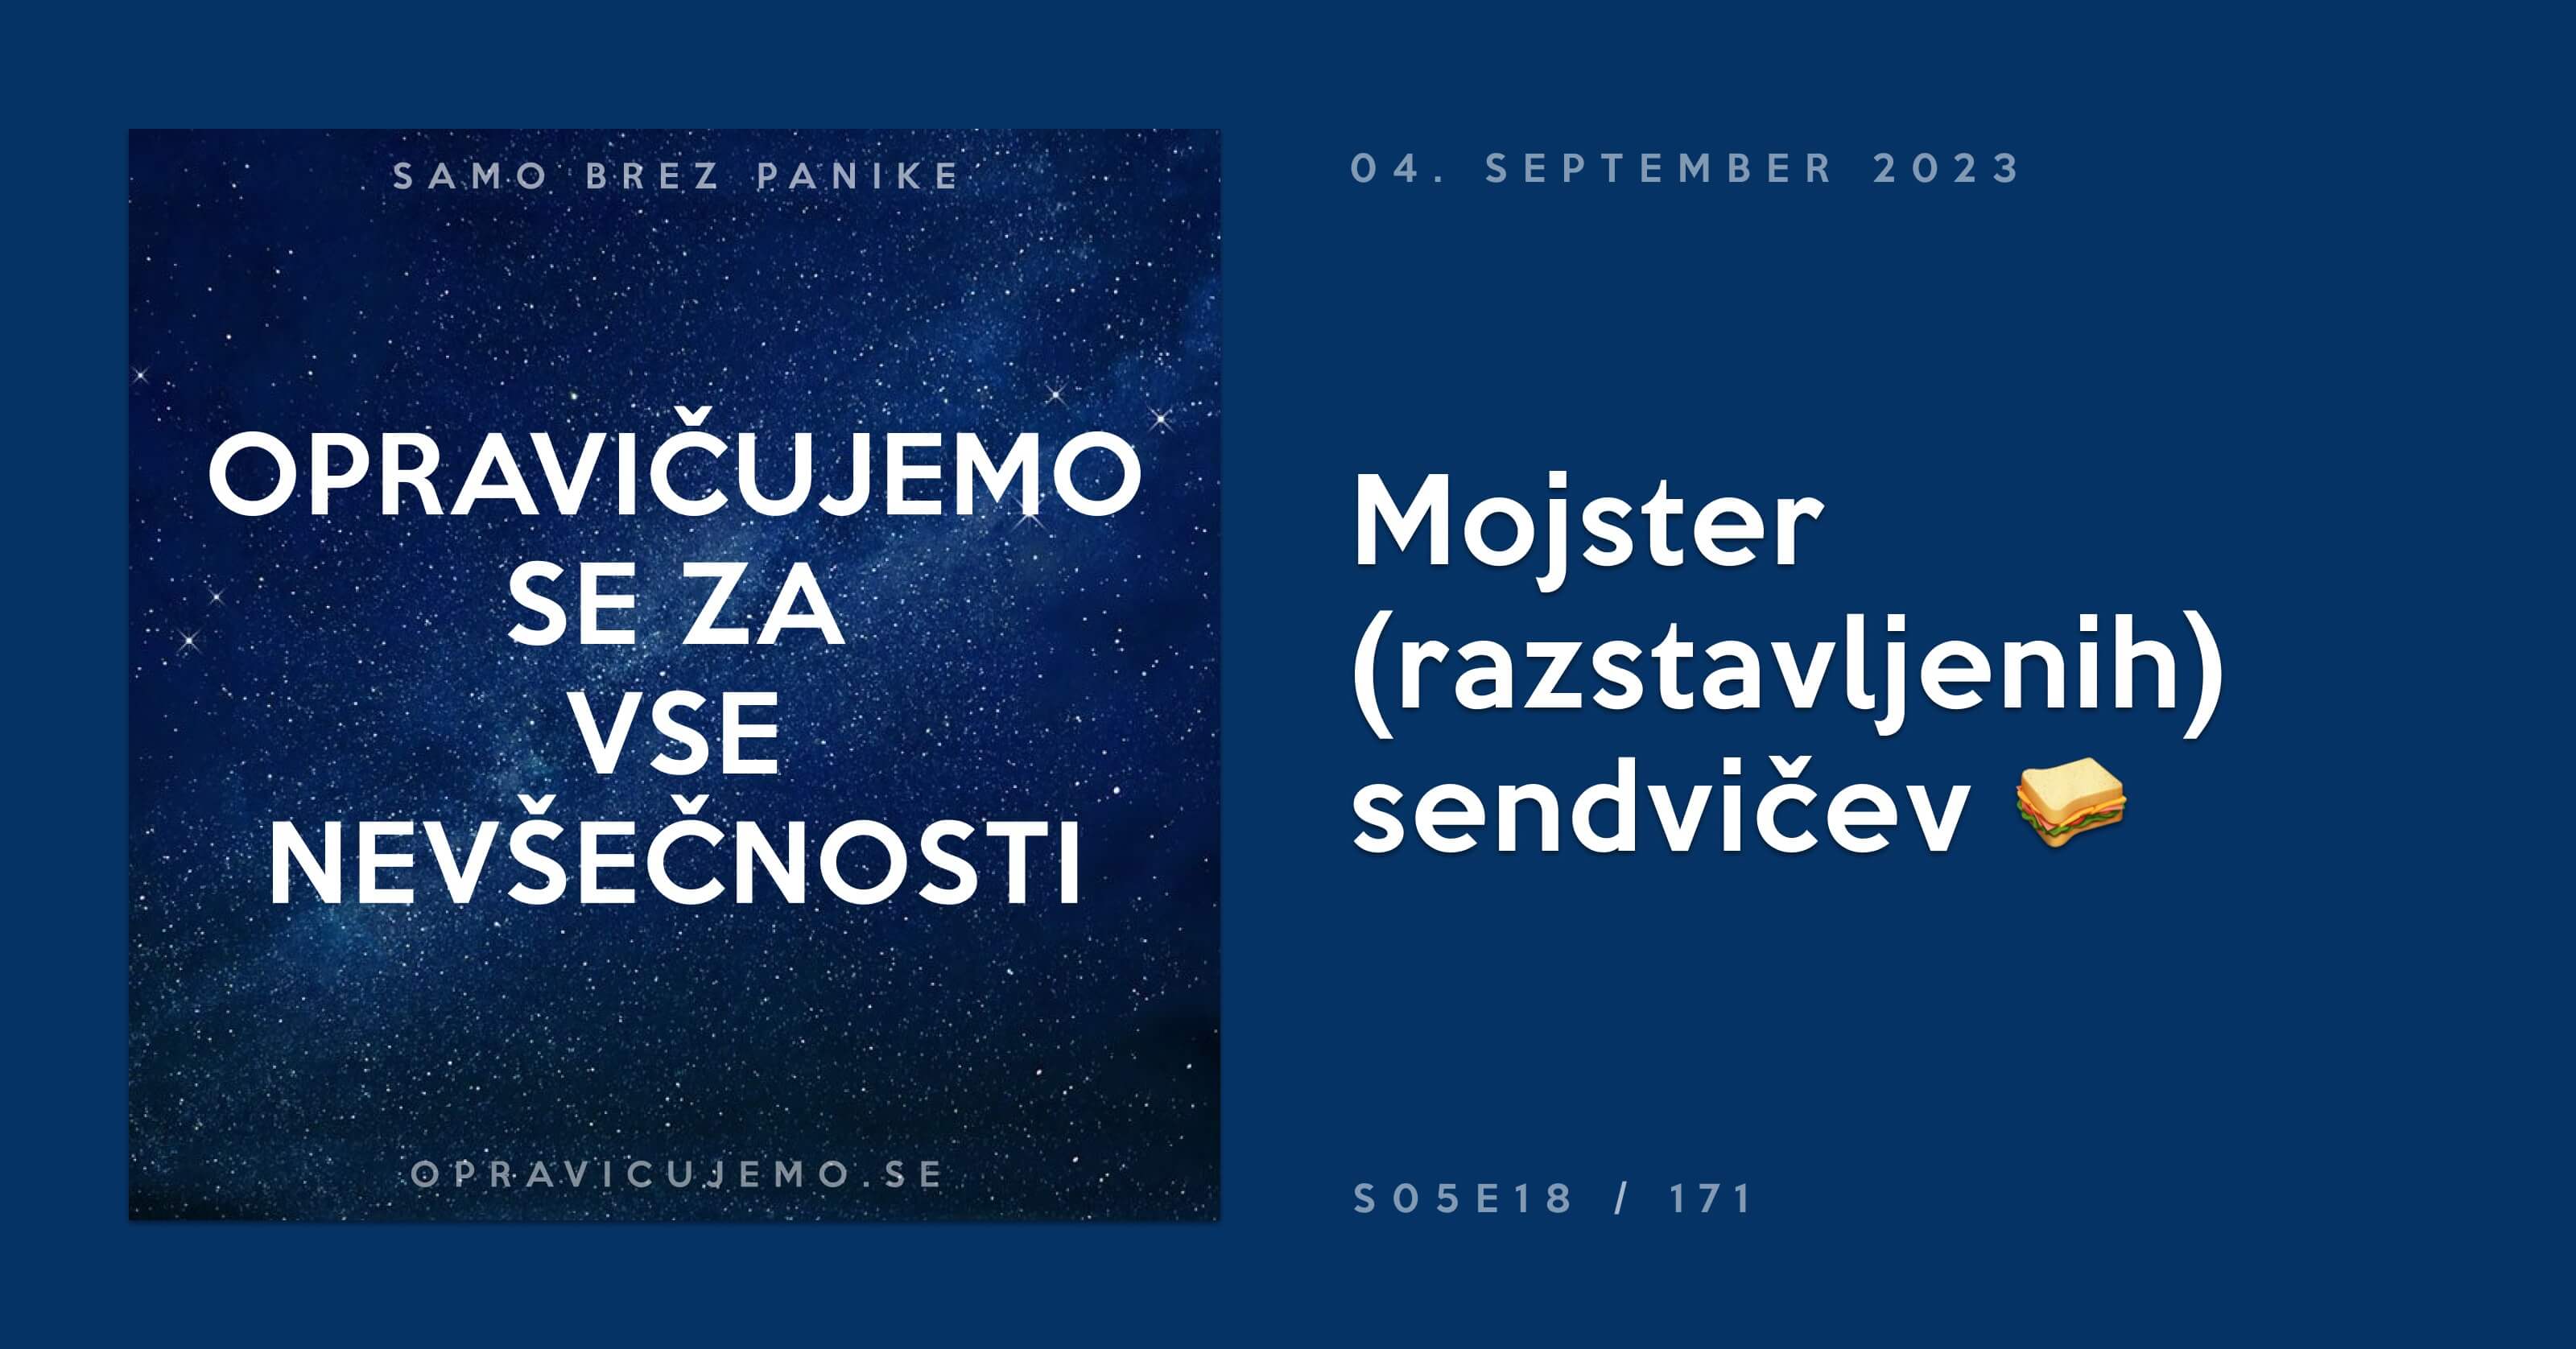 SAMO BREZ PANIKE
OPRAVIČUJEMO
SE ZA
VSE
NEVŠEČNOSTI
OPRAVICUJEMO.SE
04. SEPTEMBER 2023
Mojster
(razstavljenih)
sendvičev 🥪
S05E18 / 171